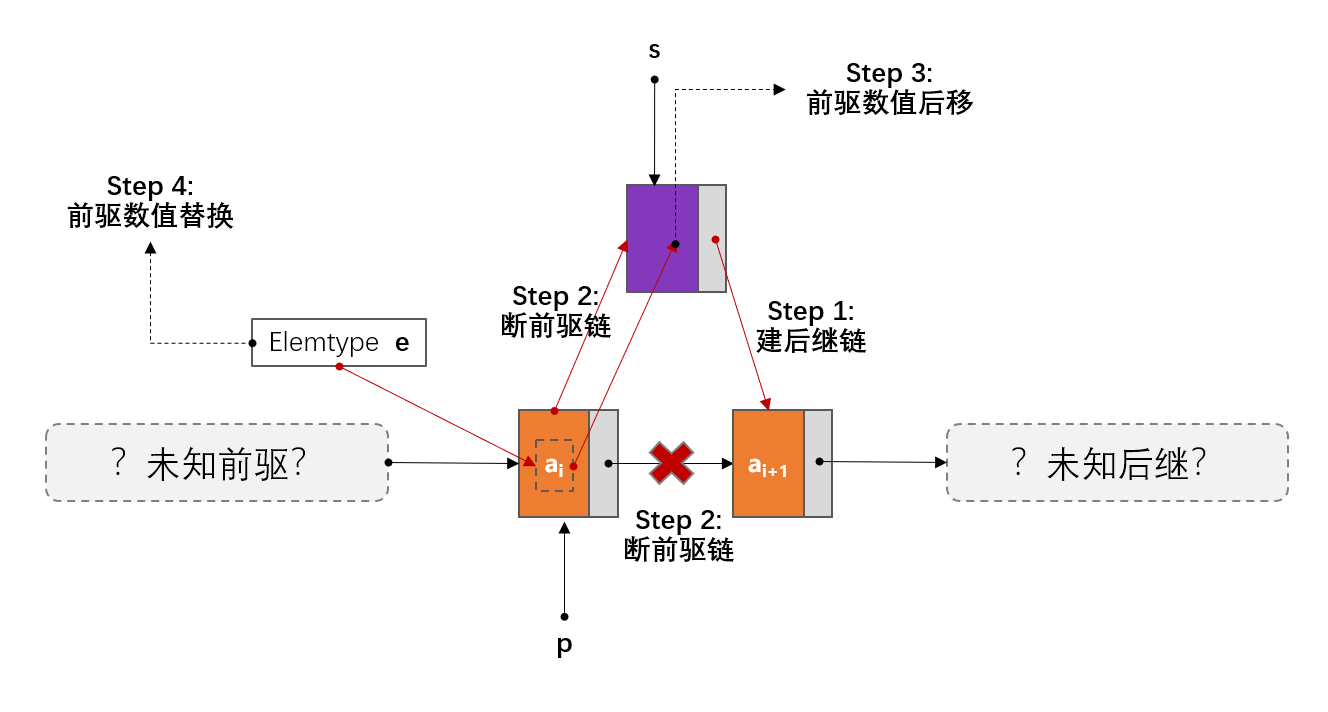 s
Step 3:
前驱数值后移
Step 4:
前驱数值替换
Step 2:
断前驱链
Step 1:
建后继链
Elemtype e
？未知前驱？
aᵢ
aᵢ₊₁
？未知后继？
Step 2:
断前驱链
p